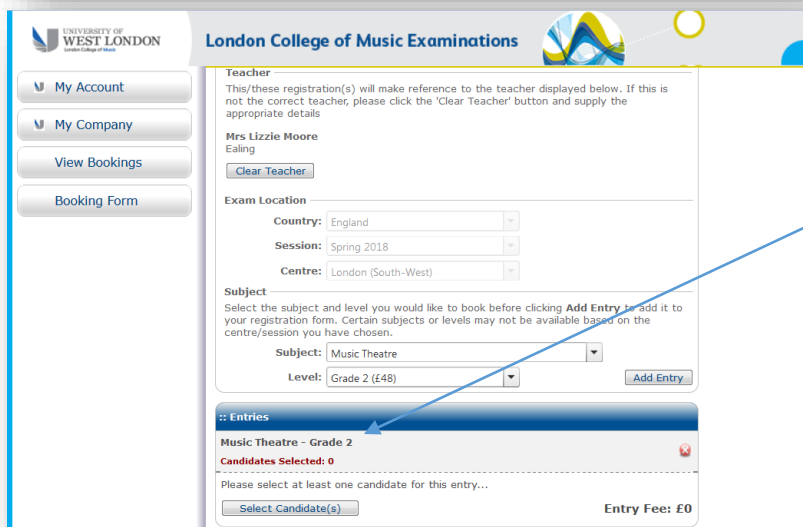 UNIVERSITY OF
WEST LONDON
London College of Music
London College of Music Examinations
My Account
My Company
View Bookings
Booking Form
Teacher
This/these registration(s) will make reference to the teacher displayed below. If this is
not the correct teacher, please click the 'Clear Teacher' button and supply the
appropriate details
Mrs Lizzie Moore
Ealing
Clear Teacher
Exam Location
Country: England
Session: Spring 2018
Centre: London (South-West)
Subject
Select the subject and level you would like to book before clicking Add Entry to add it to
your registration form. Certain subjects or levels may not be available based on the
centre/session you have chosen.
Subject: Music Theatre
Level: Grade 2 (£48)
Add Entry
:: Entries
Music Theatre - Grade 2
Candidates Selected: 0
Please select at least one candidate for this entry...
Select Candidate(s)
Entry Fee: £0